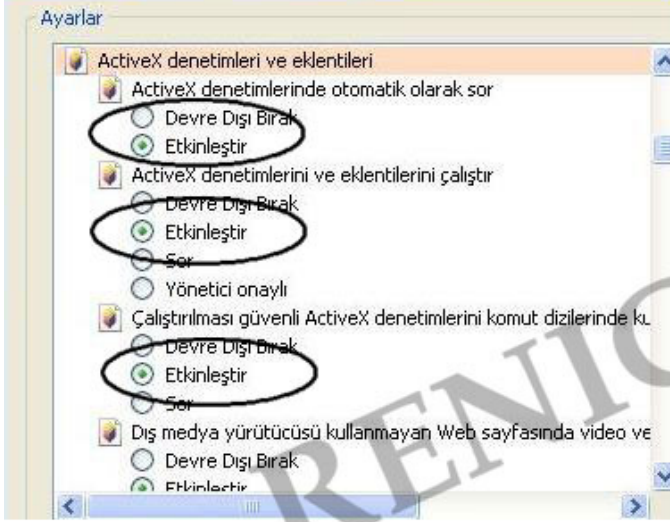 Ayarlar
ActiveX denetimleri ve eklentileri
ActiveX denetimlerinde otomatik olarak sor
Devre Dışı Bırak
Etkinleştir
ActiveX denetimlerini ve eklentilerini çalıştır
Devre Dışı Bırak
Etkinleştir
Sor
Yönetici onaylı
Çalıştırılması güvenli ActiveX denetimlerini komut dizilerinde ku
Devre Dışı Bırak
Etkinleştir
Sor
Dış medya yürütücüsü kullanmayan Web sayfasında video ve
Devre Dışı Bırak
Etkinleştir